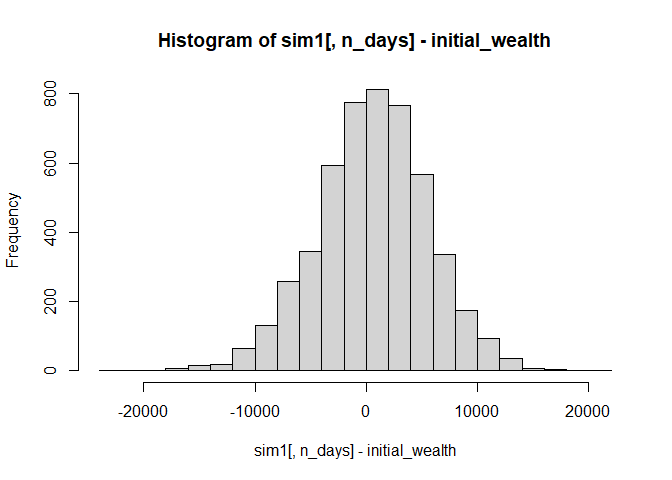 Histogram of sim1[, n_days] - initial_wealth
Frequency
800
600
400
200
0
-20000 -10000 0 10000 20000
sim1[, n_days] - initial_wealth